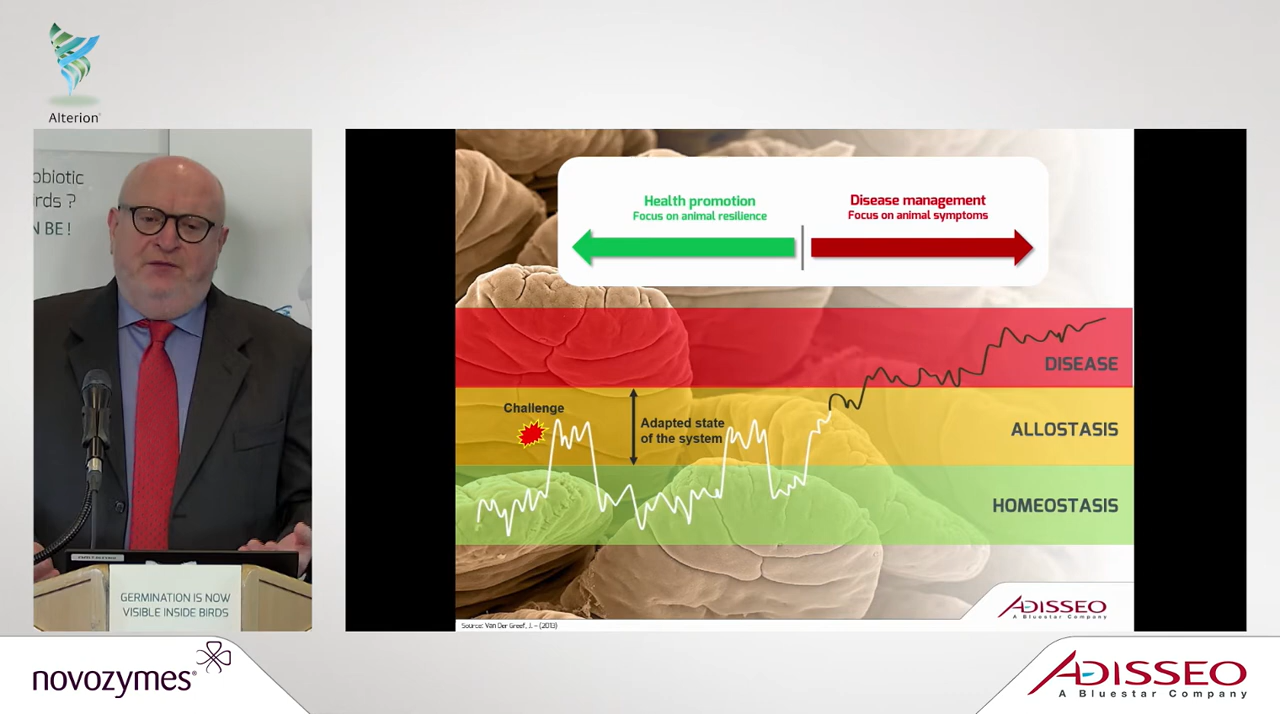 Alterion®
obiotic
rds ?
N BE !
GERMINATION IS NOW
VISIBLE INSIDE BIRDS
Health promotion
Focus on animal resilience
Disease management
Focus on animal symptoms
DISEASE
Challenge
Adapted state
of the system
ALLOSTASIS
HOMEOSTASIS
ADISSEO
A Bluestar Company
Source: Van Der Greef, J. – (2013)
novozymes®
ADISSEO
A Bluestar Company